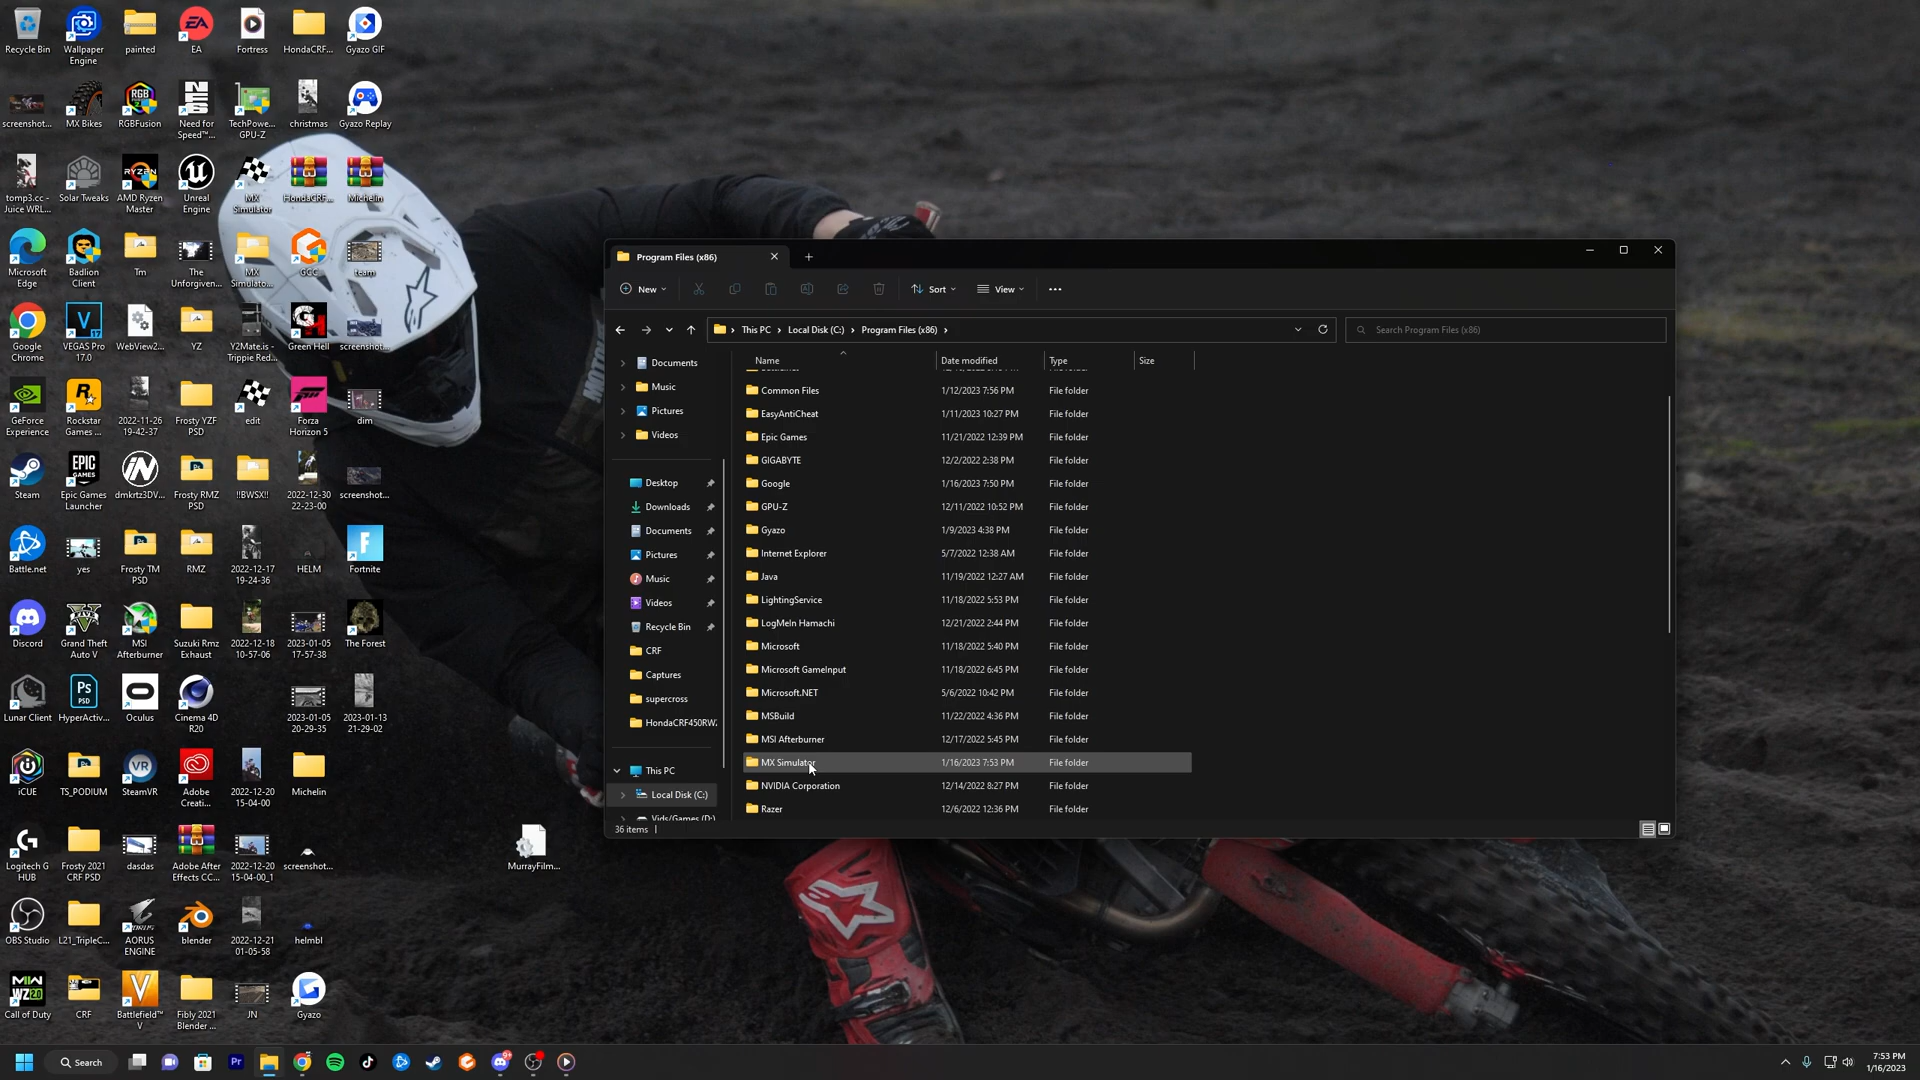 Recycle Bin
Wallpaper Engine
painted
EA
Fortress
HondaCRF...
Gyazo GIF
screenshot...
MX Bikes
RGBFusion
Need for Speed™...
TechPowe... GPU-Z
christmas
Gyazo Replay
tomp3.cc - Juice WRL...
Solar Tweaks
AMD Ryzen Master
Unreal Engine
MX Simulator
HondaCRF...
Michelin
Microsoft Edge
Badlion Client
Tm
The Unforgiven...
MX Simulato...
GCC
team
Google Chrome
VEGAS Pro 17.0
WebView2...
YZ
Y2Mate.is - Trippie Red...
Green Hell
screenshot...
GeForce Experience
Rockstar Games ...
2022-11-26 19-42-37
Frosty YZF PSD
edit
Forza Horizon 5
dim
Steam
Epic Games Launcher
dmkrtz3DV...
Frosty RMZ PSD
!!BWSX!!
2022-12-30 22-23-00
screenshot...
Battle.net
yes
Frosty TM PSD
RMZ
2022-12-17 19-24-36
HELM
Fortnite
Discord
Grand Theft Auto V
MSI Afterburner
Suzuki Rmz Exhaust
2022-12-18 10-57-06
2023-01-05 17-57-38
The Forest
Lunar Client
HyperActiv...
Oculus
Cinema 4D R20
2023-01-05 20-29-35
2023-01-13 21-29-02
iCUE
TS_PODIUM
SteamVR
Adobe Creati...
2022-12-20 15-04-00
Michelin
Logitech G HUB
Frosty 2021 CRF PSD
dasdas
Adobe After Effects CC...
2022-12-20 15-04-00_1
screenshot...
MurrayFilm...
OBS Studio
L21_TripleC...
AORUS ENGINE
blender
2022-12-21 01-05-58
helmbl
Call of Duty
CRF
Battlefield™ V
Fibly 2021 Blender ...
JN
Gyazo
Program Files (x86)
New
Sort
View
This PC
Local Disk (C:)
Program Files (x86)
Search Program Files (x86)
Documents
Music
Pictures
Videos
Desktop
Downloads
Documents
Pictures
Music
Videos
Recycle Bin
CRF
Captures
supercross
HondaCRF450RW
This PC
Local Disk (C:)
Vids/Games (D:)
Name Date modified Type Size
Common Files 1/12/2023 7:56 PM File folder
EasyAntiCheat 1/11/2023 10:27 PM File folder
Epic Games 11/21/2022 12:39 PM File folder
GIGABYTE 12/2/2022 2:38 PM File folder
Google 1/16/2023 7:50 PM File folder
GPU-Z 12/11/2022 10:52 PM File folder
Gyazo 1/9/2023 4:38 PM File folder
Internet Explorer 5/7/2022 12:38 AM File folder
Java 11/19/2022 12:27 AM File folder
LightingService 11/18/2022 5:53 PM File folder
LogMeIn Hamachi 12/21/2022 2:44 PM File folder
Microsoft 11/18/2022 5:40 PM File folder
Microsoft GameInput 11/18/2022 6:45 PM File folder
Microsoft.NET 5/6/2022 10:42 PM File folder
MSBuild 11/22/2022 4:36 PM File folder
MSI Afterburner 12/17/2022 5:45 PM File folder
MX Simulator 1/16/2023 7:53 PM File folder
NVIDIA Corporation 12/14/2022 8:27 PM File folder
Razer 12/6/2022 12:36 PM File folder
36 items
Search
7:53 PM
1/16/2023